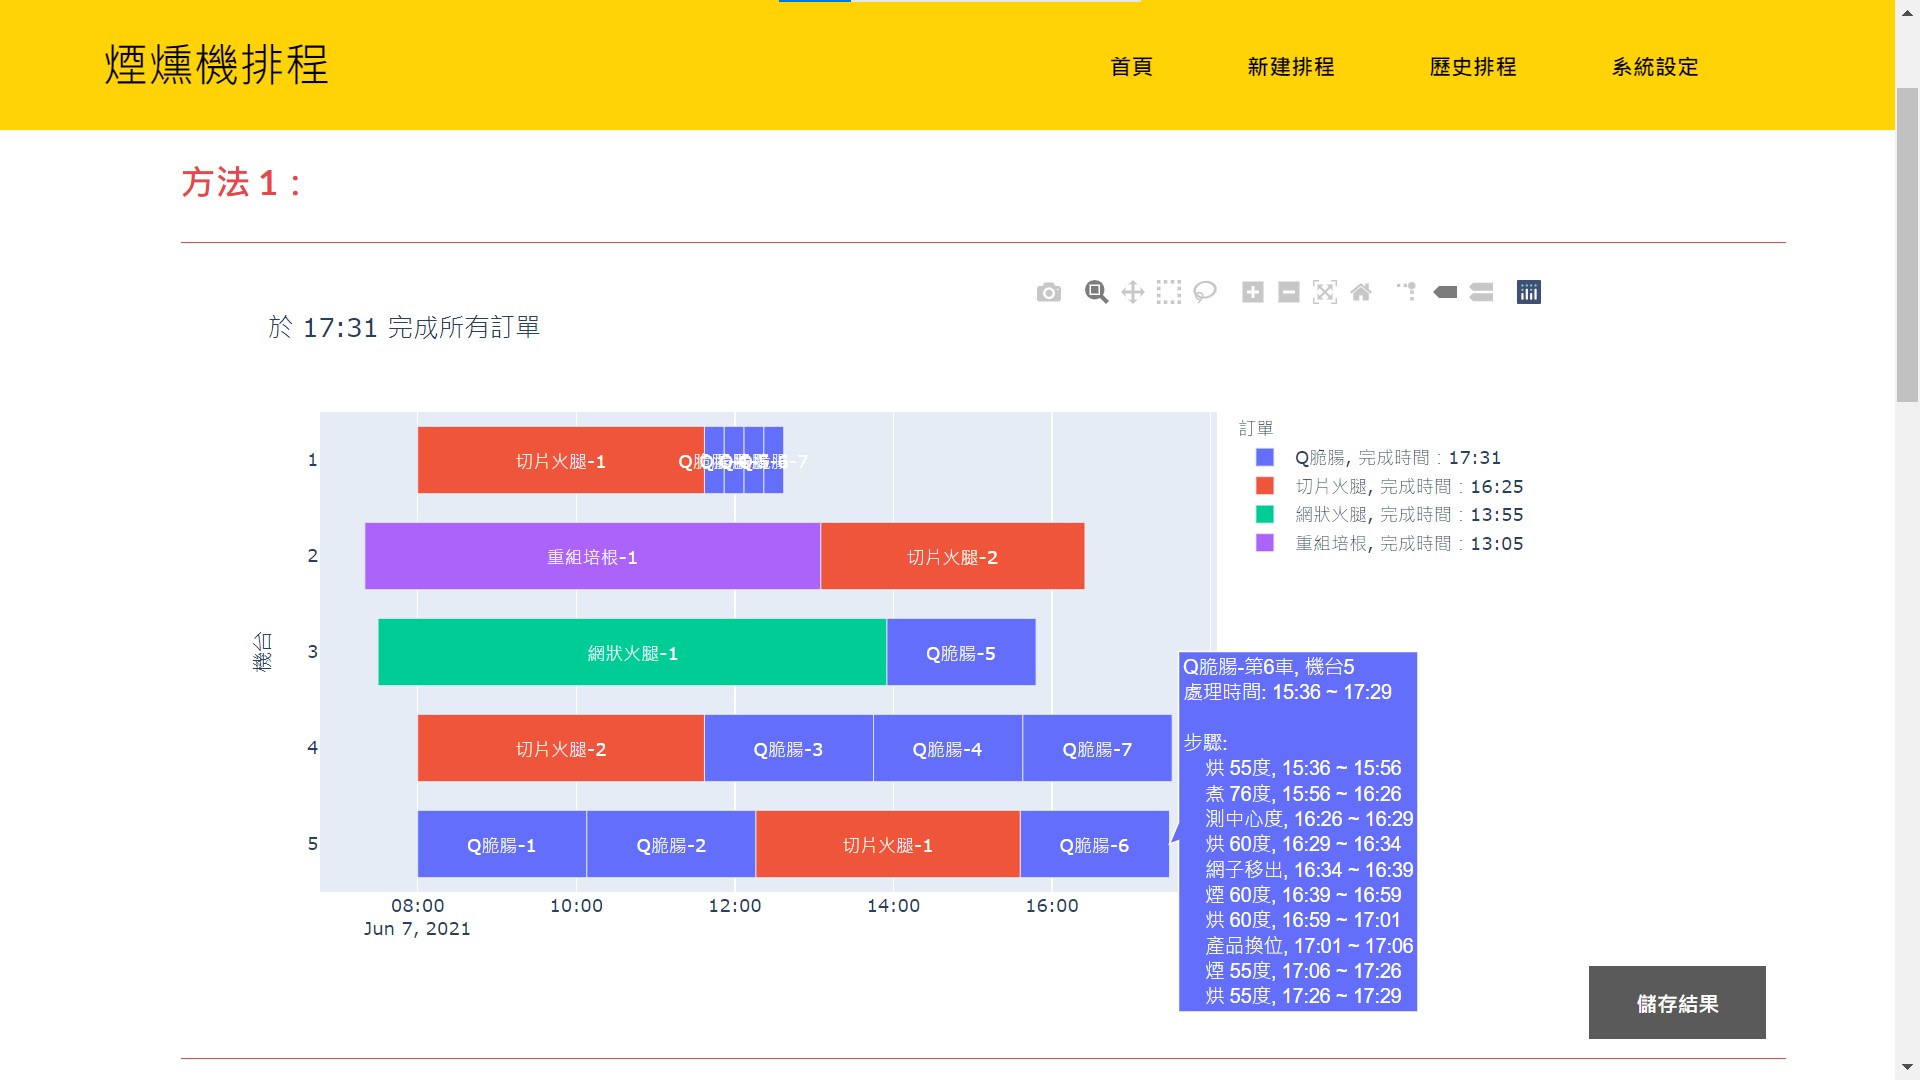 煙燻機排程
首頁
新建排程
歷史排程
系統設定
方法 1：
於 17:31 完成所有訂單
訂單
Q脆腸, 完成時間：17:31
切片火腿, 完成時間：16:25
網狀火腿, 完成時間：13:55
重組培根, 完成時間：13:05
機台
1
切片火腿-1
2
重組培根-1
切片火腿-2
3
網狀火腿-1
Q脆腸-5
4
切片火腿-2
Q脆腸-3
Q脆腸-4
Q脆腸-7
5
Q脆腸-1
Q脆腸-2
切片火腿-1
Q脆腸-6
08:00
10:00
12:00
14:00
16:00
Jun 7, 2021
Q脆腸-第6車, 機台5
處理時間: 15:36 ~ 17:29
步驟:
烘 55度, 15:36 ~ 15:56
煮 76度, 15:56 ~ 16:26
測中心度, 16:26 ~ 16:29
烘 60度, 16:29 ~ 16:34
網子移出, 16:34 ~ 16:39
煙 60度, 16:39 ~ 16:59
烘 60度, 16:59 ~ 17:01
產品換位, 17:01 ~ 17:06
煙 55度, 17:06 ~ 17:26
烘 55度, 17:26 ~ 17:29
儲存結果